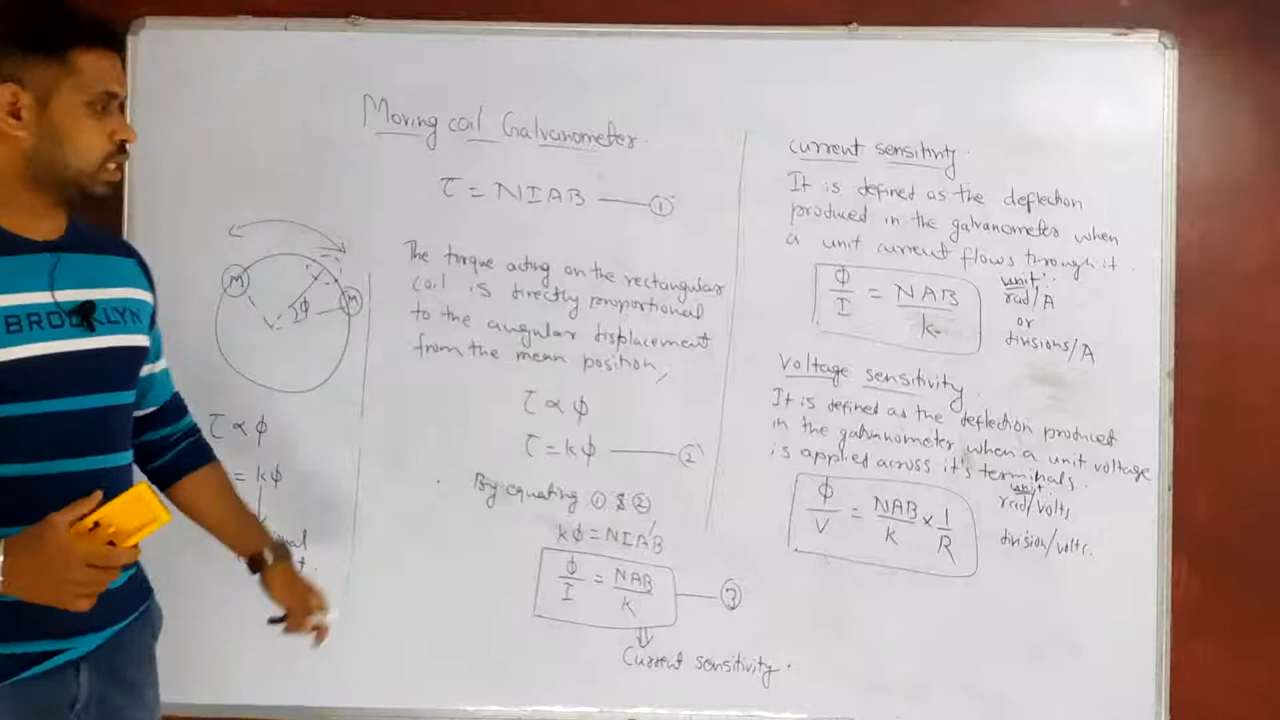 BROOKLYN
Moving coil Galvanometer.
τ = NIAB —— ①
M
M
2φ
τ ∝ φ
= kφ
The torque acting on the rectangular
coil is directly proportional
to the angular displacement
from the mean position,
τ ∝ φ
τ = kφ —— ②
By equating ① & ②
kφ = NIAB
φ/I = NAB/k —— ③
Current sensitivity.
current sensitivity.
It is defined as the deflection
produced in the galvanometer when
a unit current flows through it.
φ/I = NAB/k.
unit:
rad/A
or
divisions/A
Voltage sensitivity
It is defined as the deflection produced
in the galvanometer when a unit voltage
is applied across it's terminals.
φ/V = NAB/k × 1/R
unit:
rad/volts
division/volts.